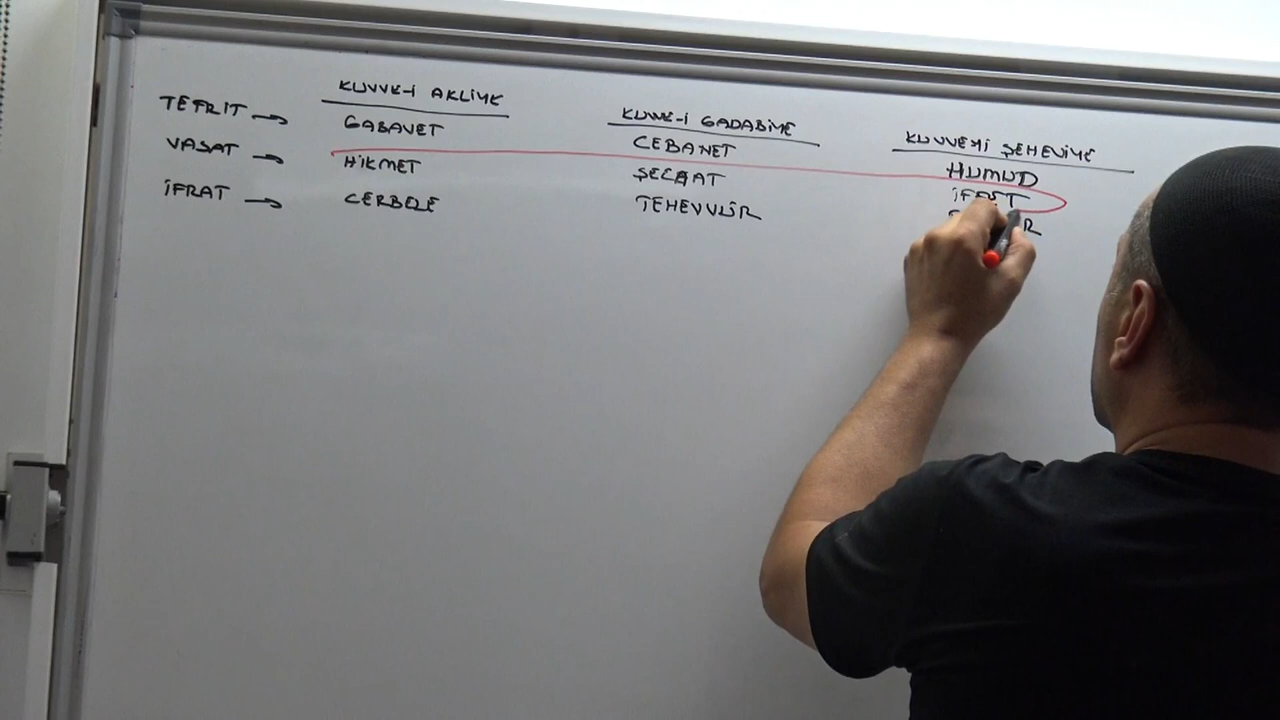 KUVVE-İ AKLİYE KUVVE-İ GADABİYE KUVVE-İ ŞEHEVİYE
TEFRİT → GABAVET CEBANET HUMUD
VASAT → HİKMET ŞECAAT İFFET
İFRAT → CERBEZE TEHEVVÜR